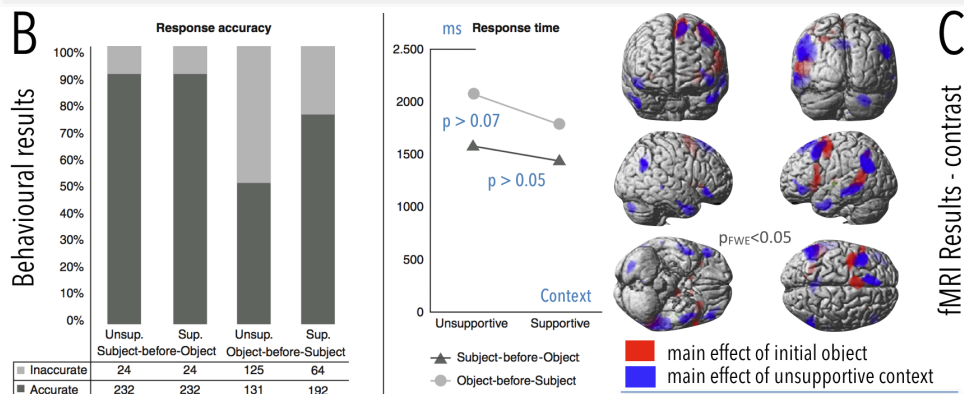 B
Behavioural results
Response accuracy
100%
90%
80%
70%
60%
50%
40%
30%
20%
10%
0%
Unsup. Sup. Unsup. Sup.
Subject-before-Object Object-before-Subject
Inaccurate 24 24 125 64
Accurate 232 232 131 192
ms Response time
2.500
2000
1500
1000
500
0
p > 0.07
p > 0.05
Context
Unsupportive Supportive
Subject-before-Object
Object-before-Subject
C
fMRI Results - contrast
pFWE<0.05
main effect of initial object
main effect of unsupportive context